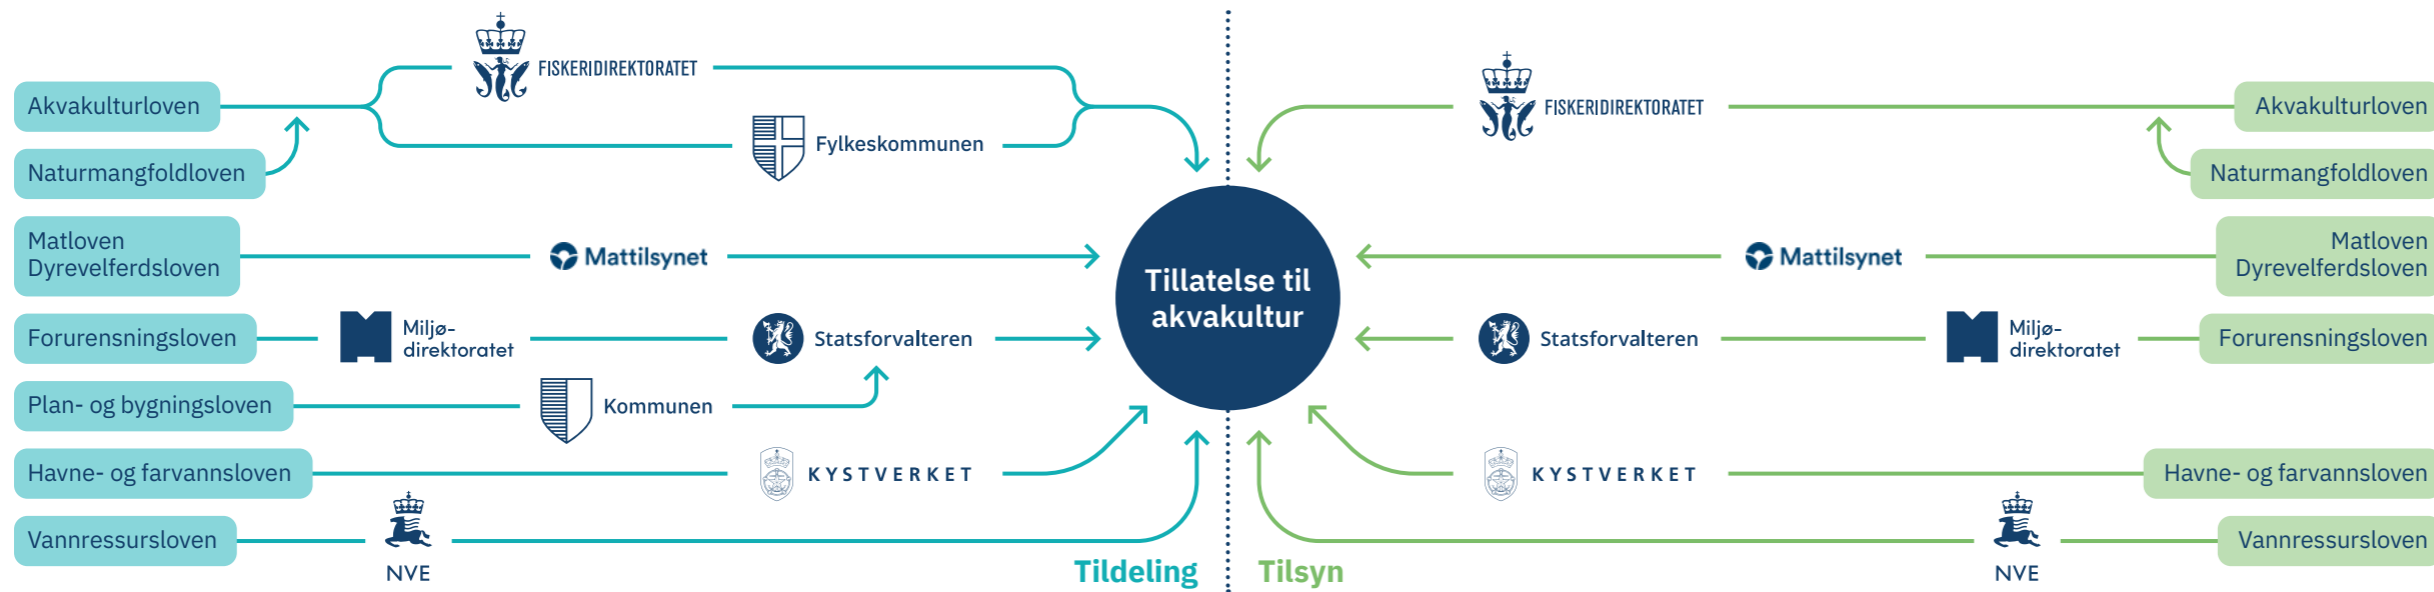 Akvakulturloven
Naturmangfoldloven
Matloven
Dyrevelferdsloven
Forurensningsloven
Plan- og bygningsloven
Havne- og farvannsloven
Vannressursloven
FISKERIDIREKTORATET
Fylkeskommunen
Mattilsynet
Miljø-
direktoratet
Statsforvalteren
Kommunen
KYSTVERKET
NVE
Tillatelse til
akvakultur
Tildeling
Tilsyn
FISKERIDIREKTORATET
Mattilsynet
Statsforvalteren
Miljø-
direktoratet
KYSTVERKET
NVE
Akvakulturloven
Naturmangfoldloven
Matloven
Dyrevelferdsloven
Forurensningsloven
Havne- og farvannsloven
Vannressursloven